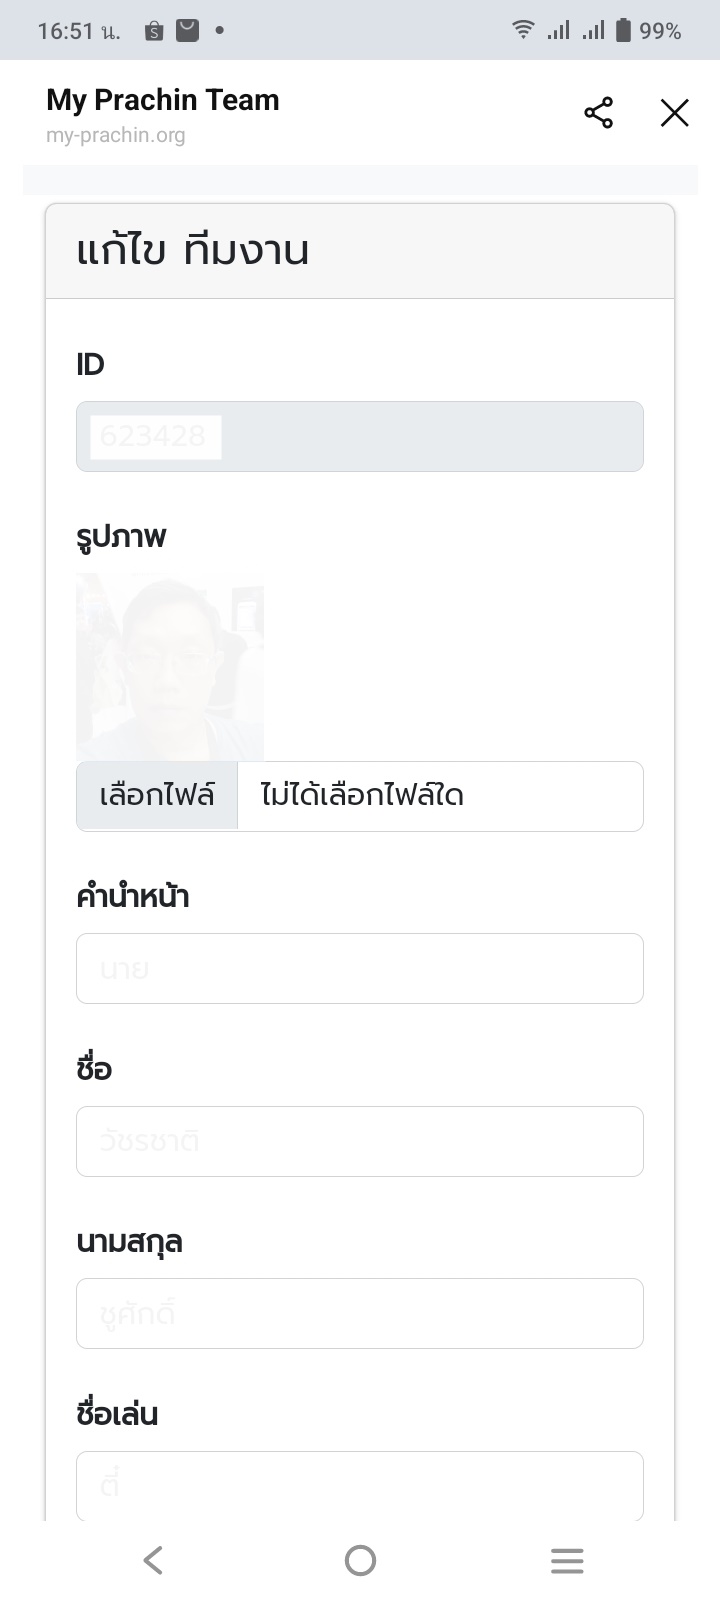 16:51 น.
99%
My Prachin Team
my-prachin.org
แก้ไข ทีมงาน
ID
623428
รูปภาพ
เลือกไฟล์ ไม่ได้เลือกไฟล์ใด
คำนำหน้า
นาย
ชื่อ
วัชรชาติ
นามสกุล
ชูศักดิ์
ชื่อเล่น
ตี๋